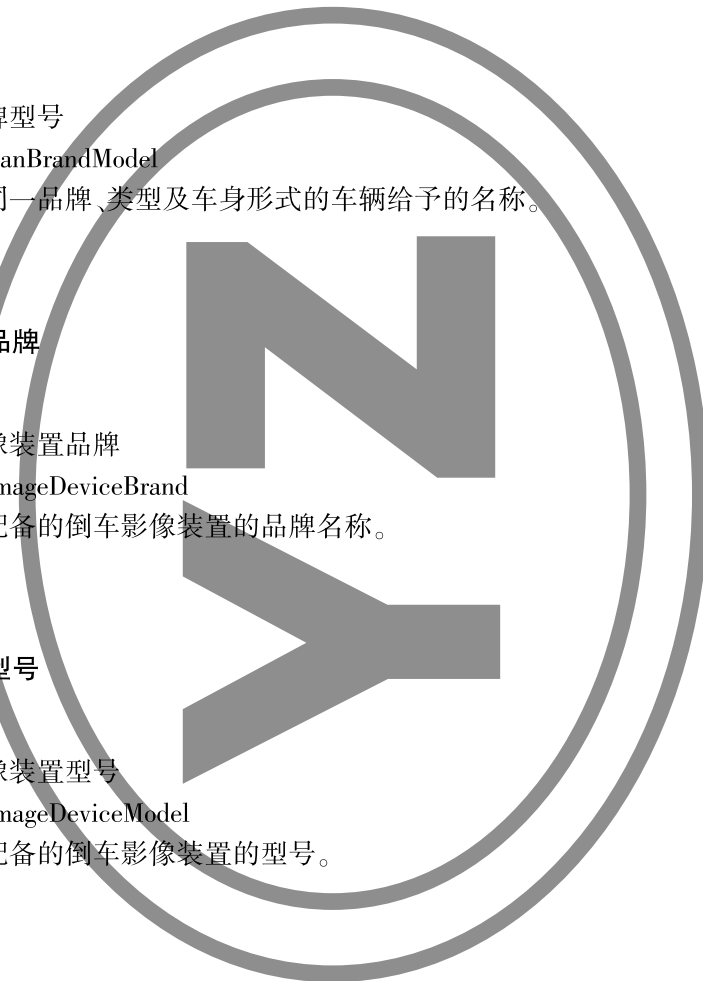 牌型号
anBrandModel
同一品牌、类型及车身形式的车辆给予的名称。
YZ
品牌
像装置品牌
mageDeviceBrand
配备的倒车影像装置的品牌名称。
型号
像装置型号
mageDeviceModel
配备的倒车影像装置的型号。